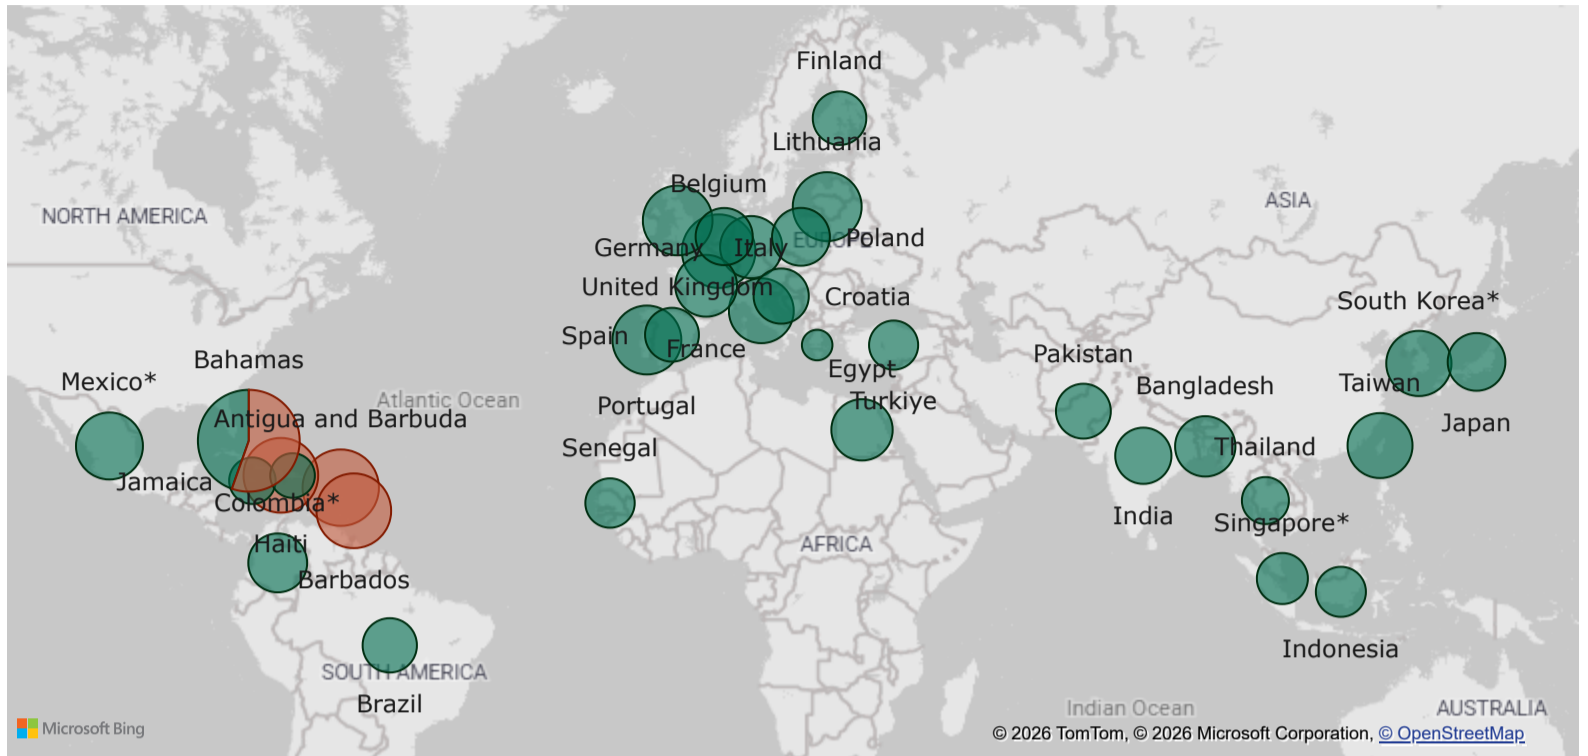 Finland
Lithuania
Belgium
ASIA
NORTH AMERICA
EUROPE
Poland
Germany
Italy
United Kingdom
Croatia
South Korea*
Spain
France
Bahamas
Pakistan
Egypt
Mexico*
Taiwan
Bangladesh
Atlantic Ocean
Turkiye
Portugal
Antigua and Barbuda
Japan
Senegal
Thailand
Jamaica
Colombia*
India
Singapore*
Haiti
AFRICA
Barbados
Indonesia
SOUTH AMERICA
Brazil
Indian Ocean
AUSTRALIA
Microsoft Bing
© 2026 TomTom, © 2026 Microsoft Corporation, © OpenStreetMap